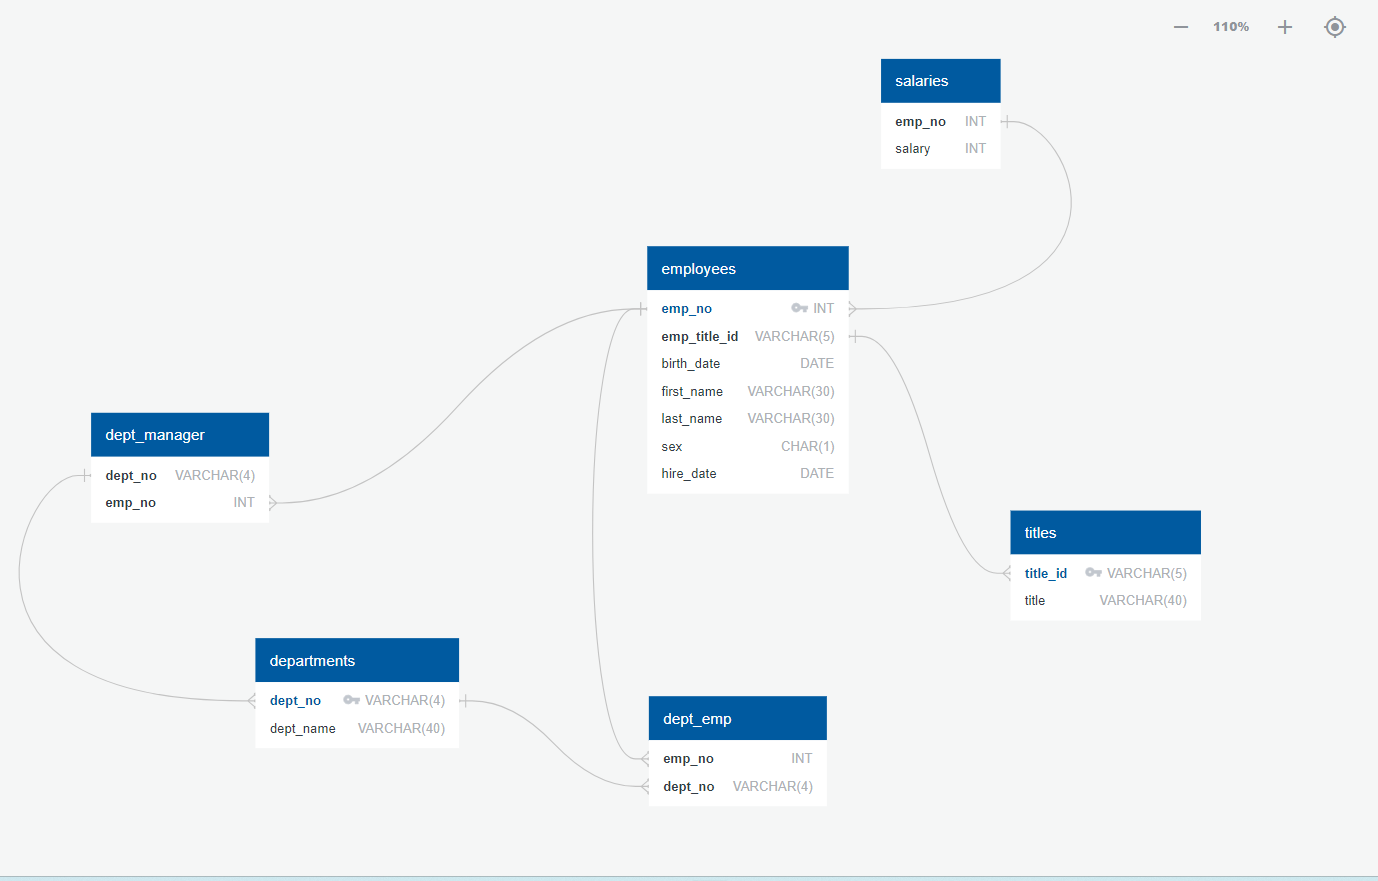 110%
salaries
emp_no INT
salary INT
employees
emp_no INT
emp_title_id VARCHAR(5)
birth_date DATE
first_name VARCHAR(30)
last_name VARCHAR(30)
sex CHAR(1)
hire_date DATE
dept_manager
dept_no VARCHAR(4)
emp_no INT
titles
title_id VARCHAR(5)
title VARCHAR(40)
departments
dept_no VARCHAR(4)
dept_name VARCHAR(40)
dept_emp
emp_no INT
dept_no VARCHAR(4)